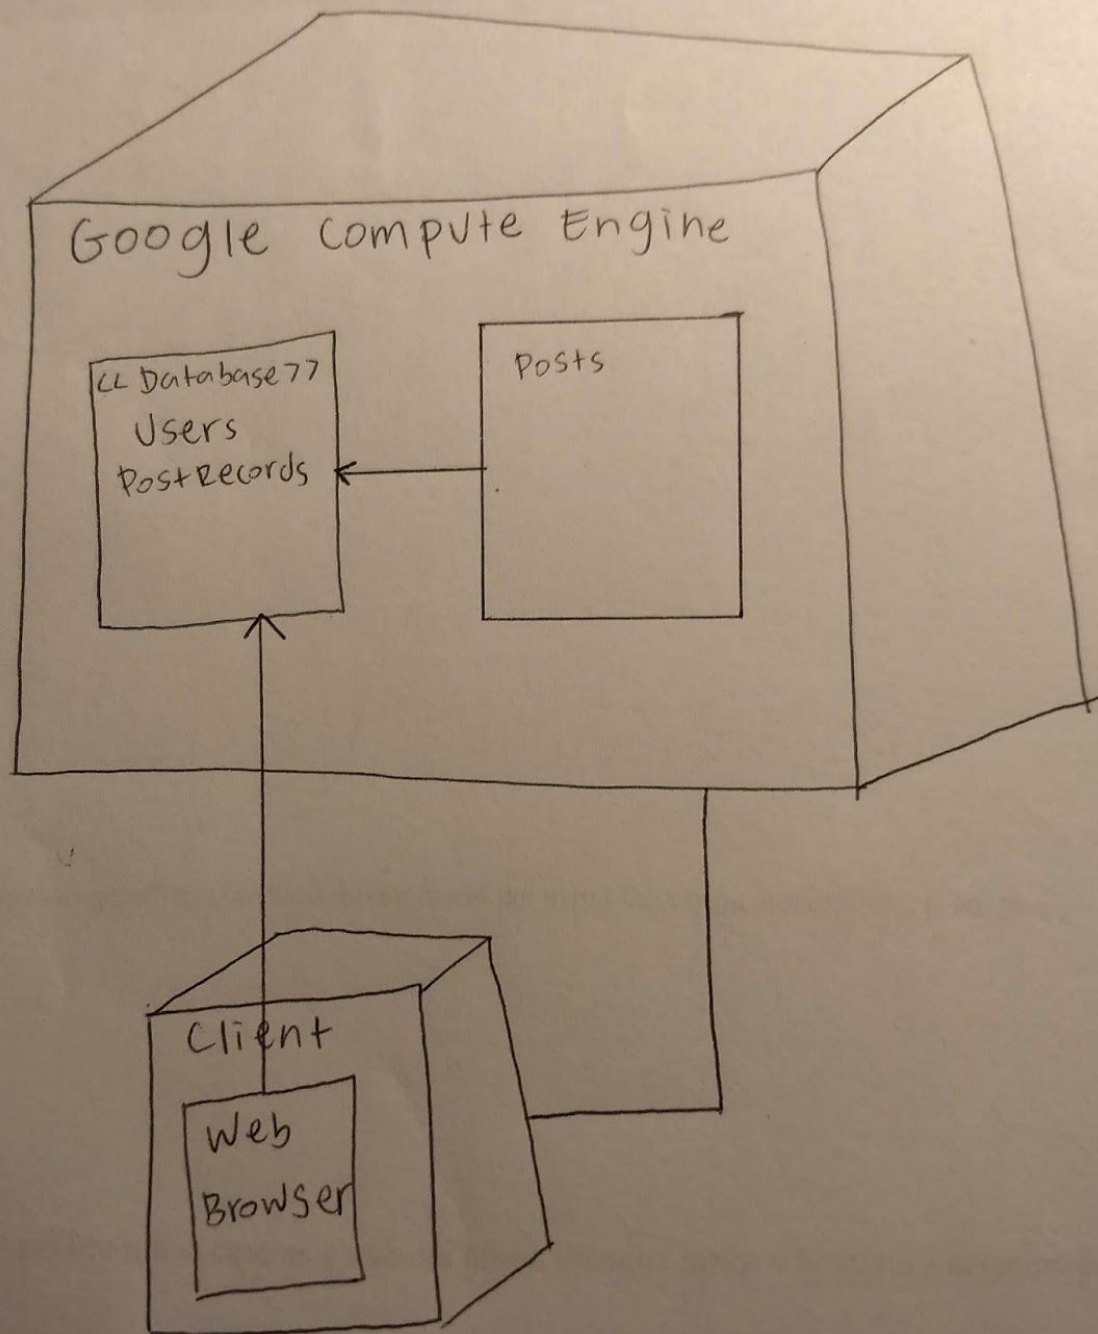 Google Compute Engine
<<Database>>
Users
PostRecords
Posts
Client
Web
Browser